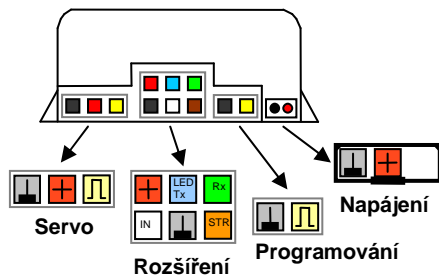 LED
Tx
Rx
IN
STR
Servo
Rozšíření
Programování
Napájení